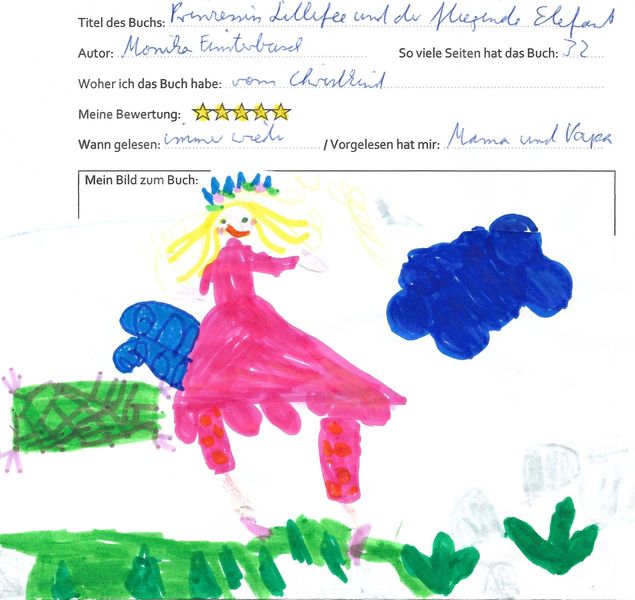 Titel des Buchs: Prinzessin Lillifee und der fliegende Elefant
Autor: Monika Finsterbusch So viele Seiten hat das Buch: 32
Woher ich das Buch habe: vom Christkind
Meine Bewertung:
Wann gelesen: immer wieder / Vorgelesen hat mir: Mama und Papa
Mein Bild zum Buch: